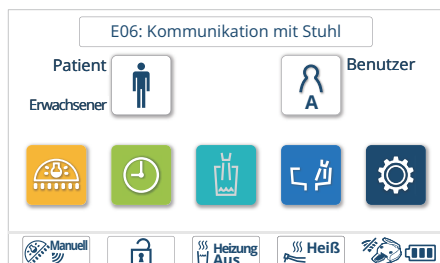 E06: Kommunikation mit Stuhl
Patient
Benutzer
Erwachsener
A
Manuell
Heizung
Aus
Heiß